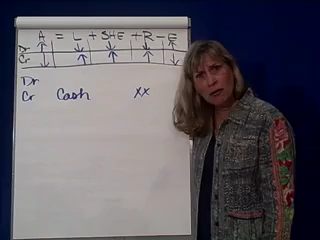 A = L + SHE + R - E
Dr ↑ ↓ ↓ ↓ ↑
Cr ↓ ↑ ↑ ↑ ↓
Dr
Cr Cash xx